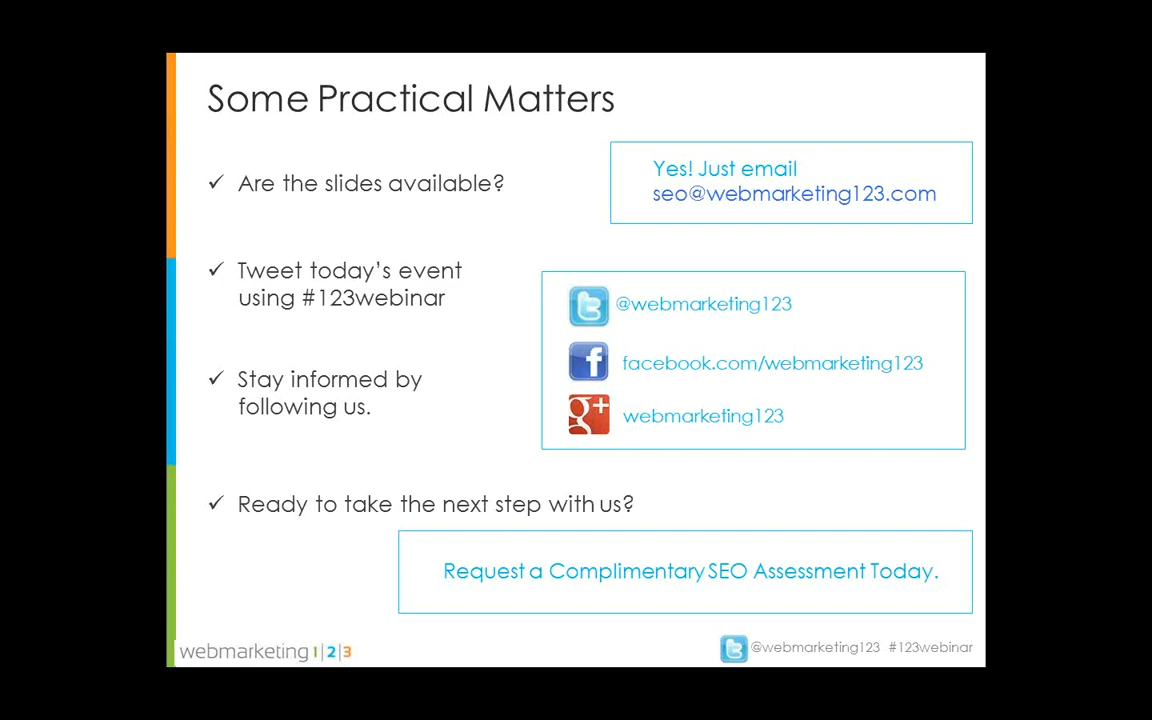 Some Practical Matters
✓ Are the slides available?
Yes! Just email
seo@webmarketing123.com
✓ Tweet today's event
using #123webinar
@webmarketing123
facebook.com/webmarketing123
webmarketing123
✓ Stay informed by
following us.
✓ Ready to take the next step with us?
Request a Complimentary SEO Assessment Today.
webmarketing 1|2|3
@webmarketing123 #123webinar